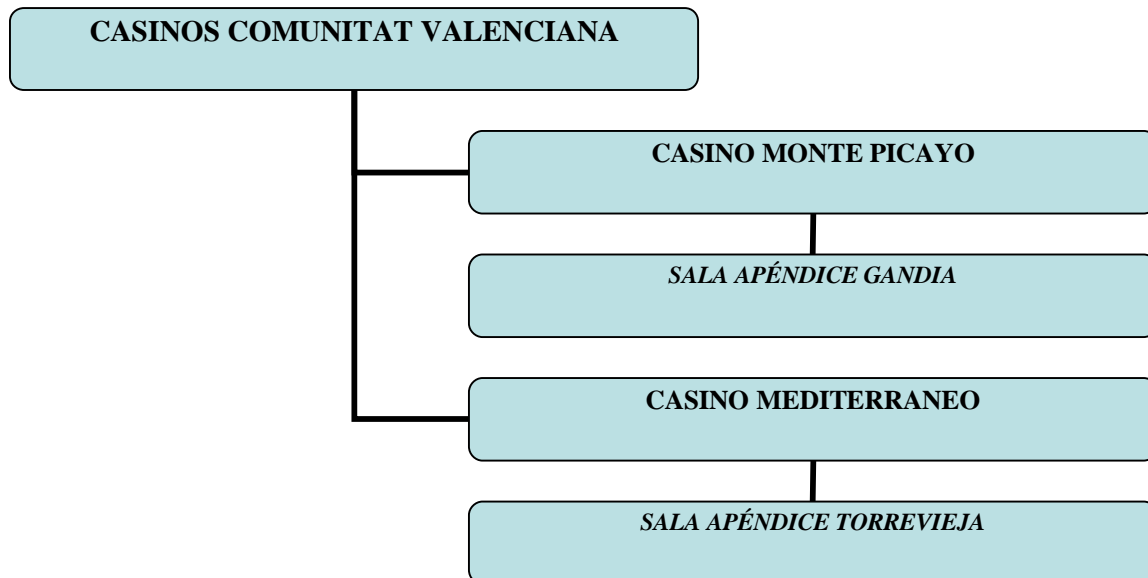 CASINOS COMUNITAT VALENCIANA
CASINO MONTE PICAYO
SALA APÉNDICE GANDIA
CASINO MEDITERRANEO
SALA APÉNDICE TORREVIEJA